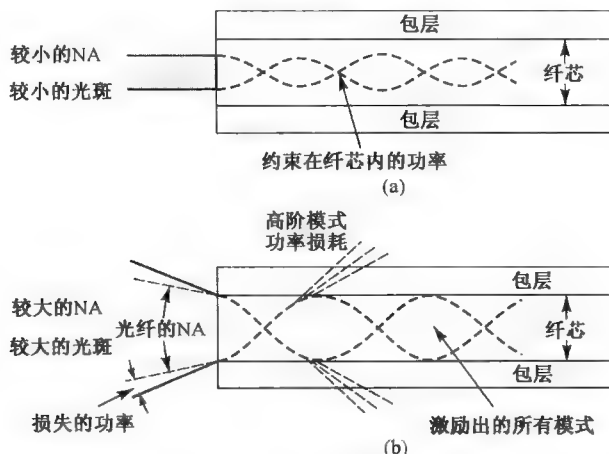 包层
较小的NA
纤芯
较小的光斑
包层
约束在纤芯内的功率
(a)
高阶模式
功率损耗
包层
较大的NA
光纤的NA
纤芯
较大的光斑
包层
损失的功率
激励出的所有模式
(b)